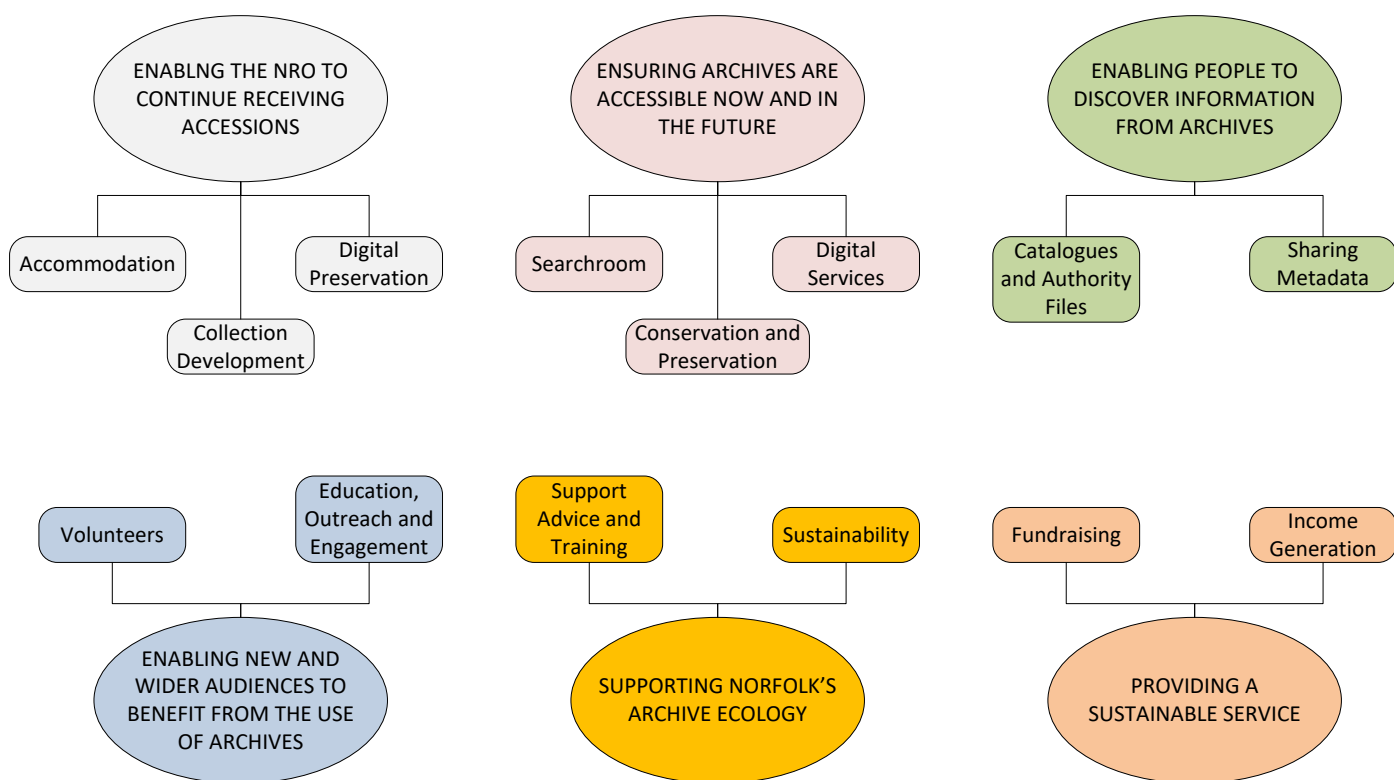 ENABLNG THE NRO TO
CONTINUE RECEIVING
ACCESSIONS
Accommodation
Collection
Development
Digital
Preservation
ENSURING ARCHIVES ARE
ACCESSIBLE NOW AND IN
THE FUTURE
Searchroom
Conservation and
Preservation
Digital
Services
ENABLING PEOPLE TO
DISCOVER INFORMATION
FROM ARCHIVES
Catalogues
and Authority
Files
Sharing
Metadata
Volunteers
Education,
Outreach and
Engagement
ENABLING NEW AND
WIDER AUDIENCES TO
BENEFIT FROM THE USE
OF ARCHIVES
Support
Advice and
Training
Sustainability
SUPPORTING NORFOLK’S
ARCHIVE ECOLOGY
Fundraising
Income
Generation
PROVIDING A
SUSTAINABLE SERVICE